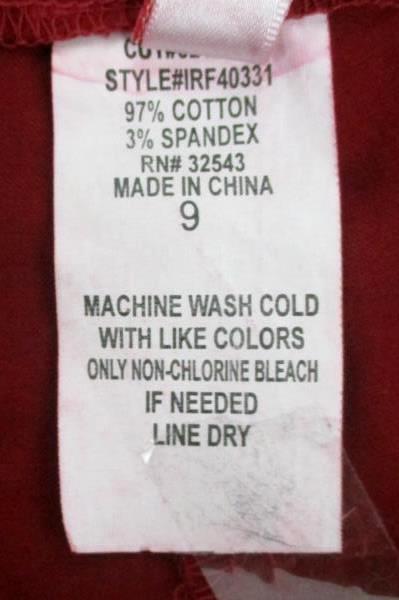 STYLE#IRF40331
97% COTTON
3% SPANDEX
RN# 32543
MADE IN CHINA
9
MACHINE WASH COLD
WITH LIKE COLORS
ONLY NON-CHLORINE BLEACH
IF NEEDED
LINE DRY